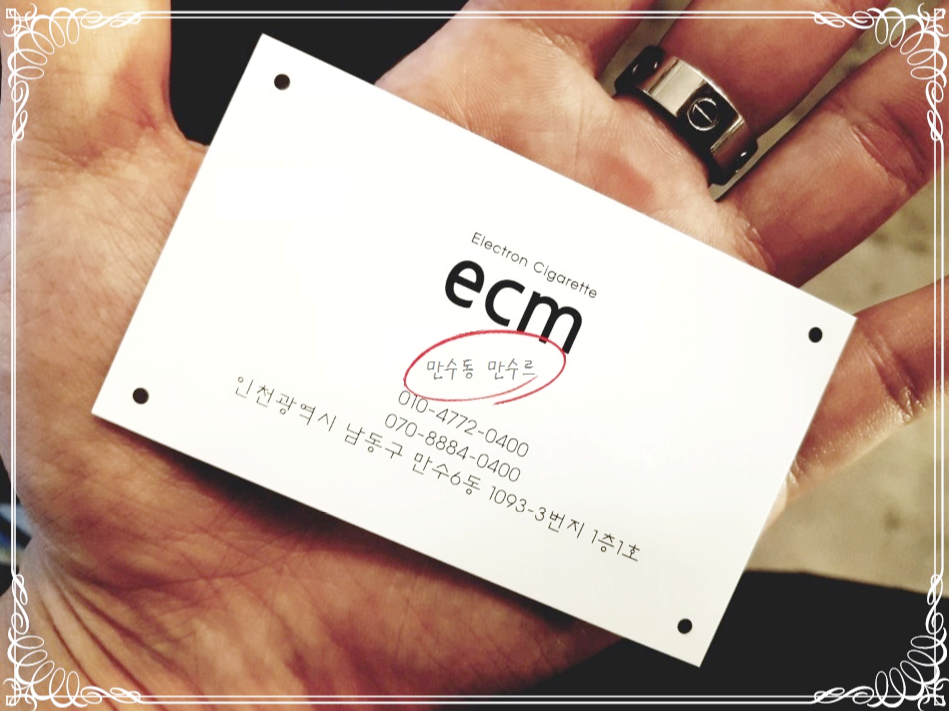 Electron Cigarette
ecm
만수동 만수르
010-4772-0400
070-8884-0400
인천광역시 남동구 만수6동 1093-3번지 1층1호